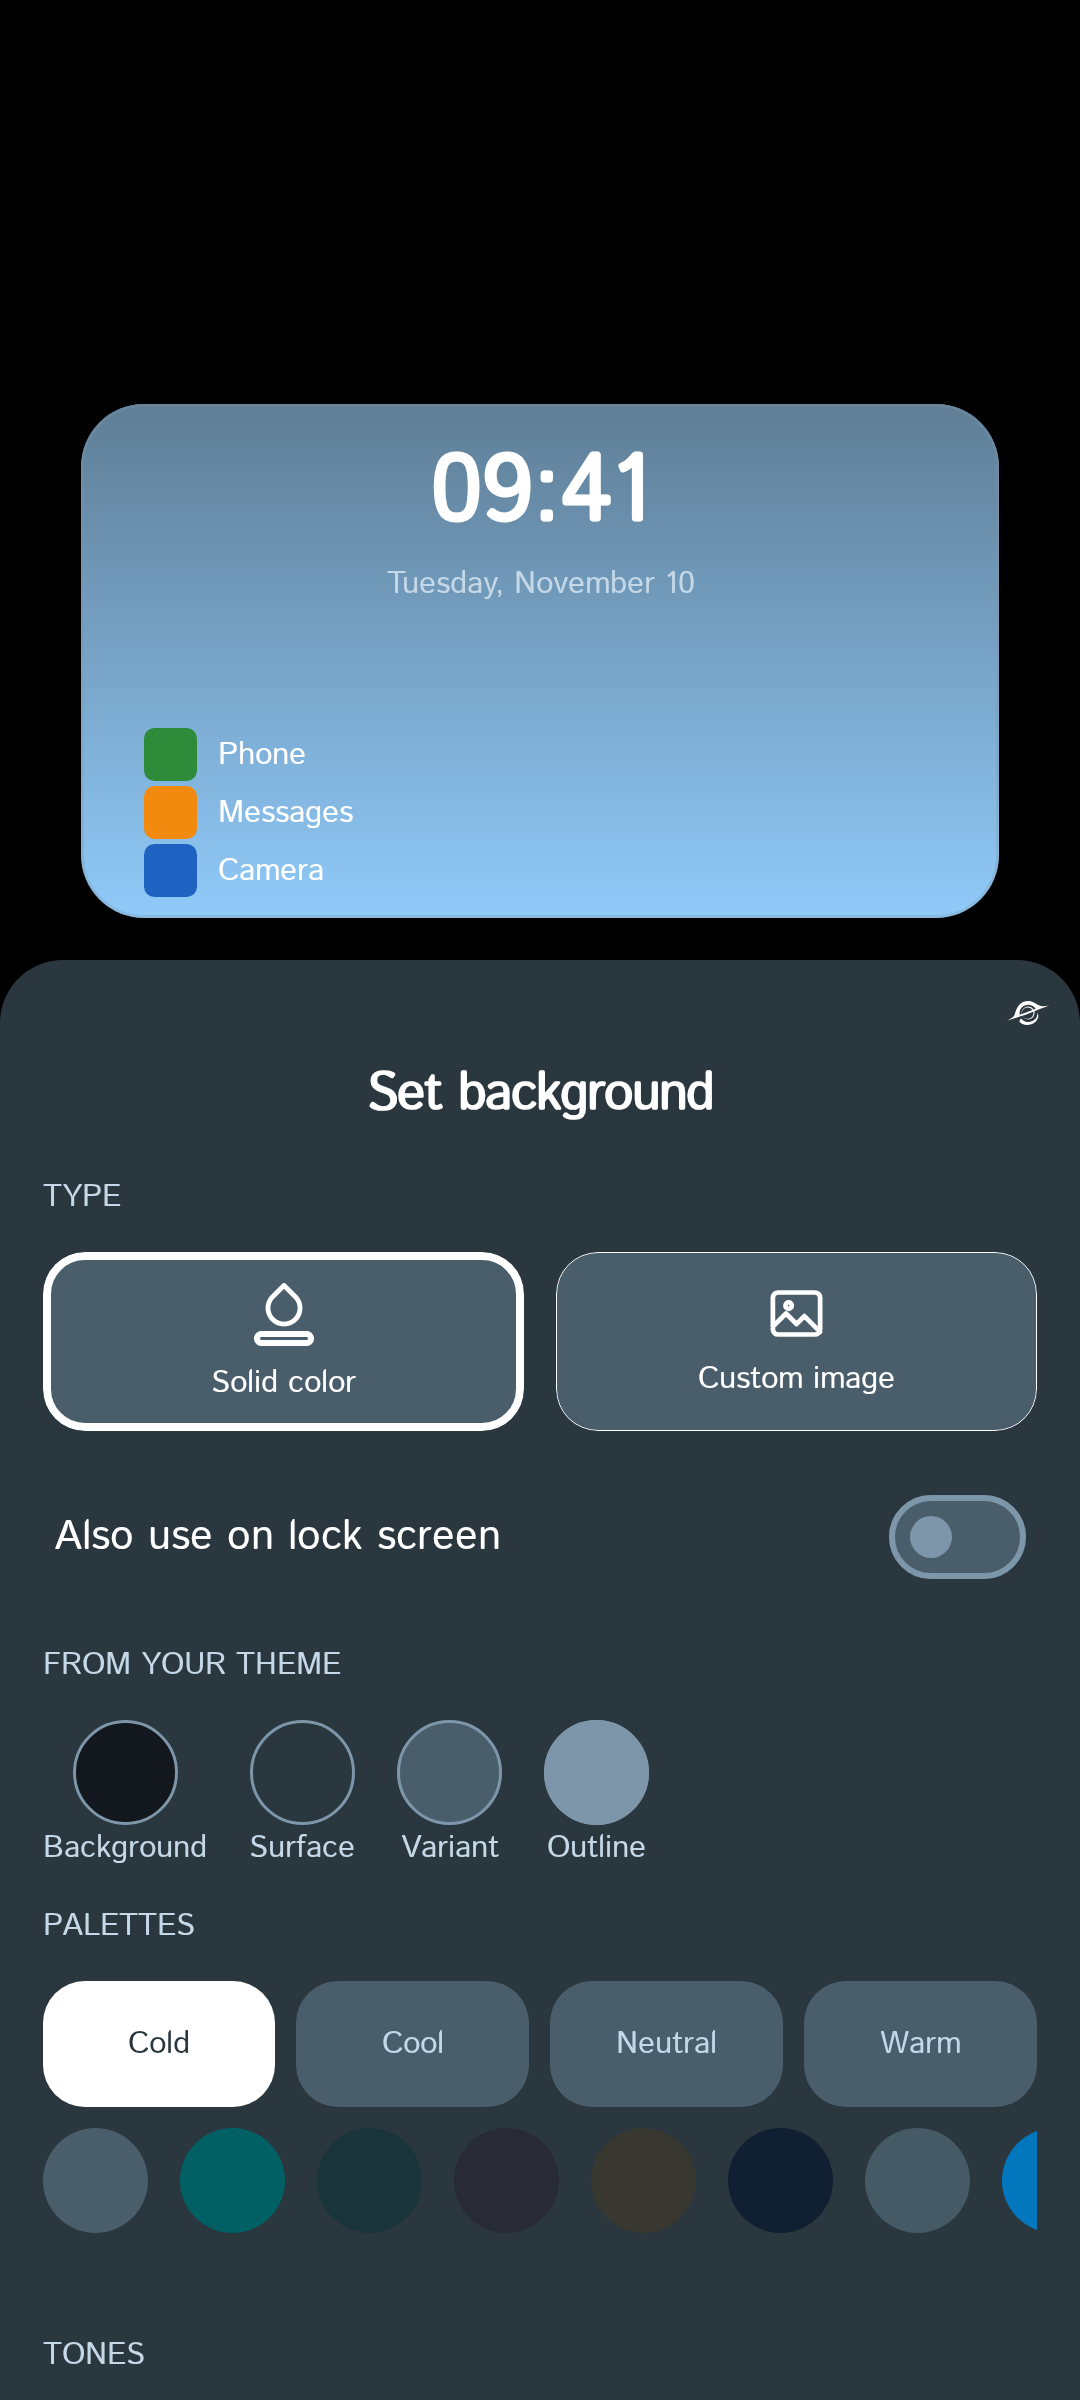 09:41
Tuesday, November 10
Phone
Messages
Camera
Set background
TYPE
Solid color
Custom image
Also use on lock screen
FROM YOUR THEME
Background
Surface
Variant
Outline
PALETTES
Cold
Cool
Neutral
Warm
TONES